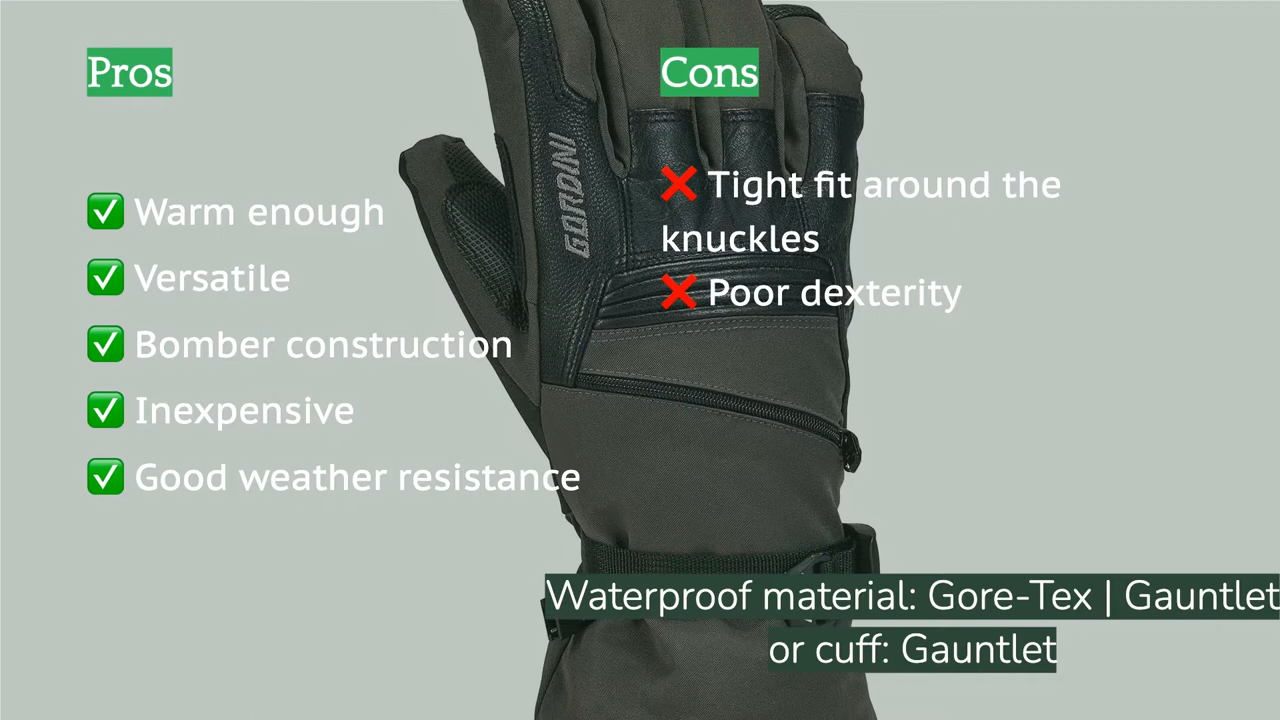 Pros
✅ Warm enough
✅ Versatile
✅ Bomber construction
✅ Inexpensive
✅ Good weather resistance
Cons
❌ Tight fit around the
knuckles
❌ Poor dexterity
GORDINI
Waterproof material: Gore-Tex | Gauntlet
or cuff: Gauntlet